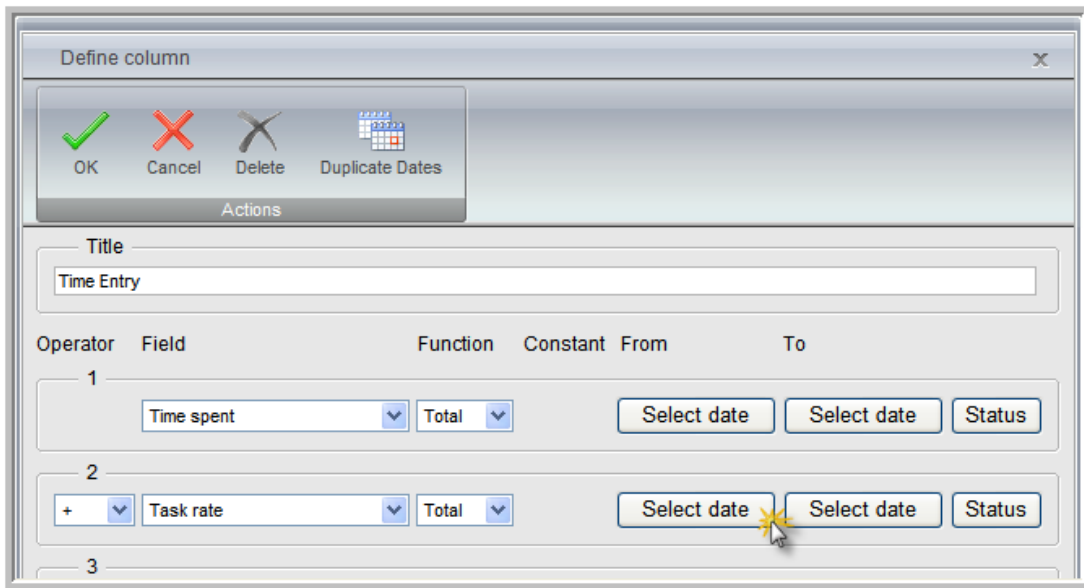 Define column
x
OK Cancel Delete Duplicate Dates
Actions
Title
Time Entry
Operator Field Function Constant From To
1
Time spent Total Select date Select date Status
2
+ Task rate Total Select date Select date Status
3